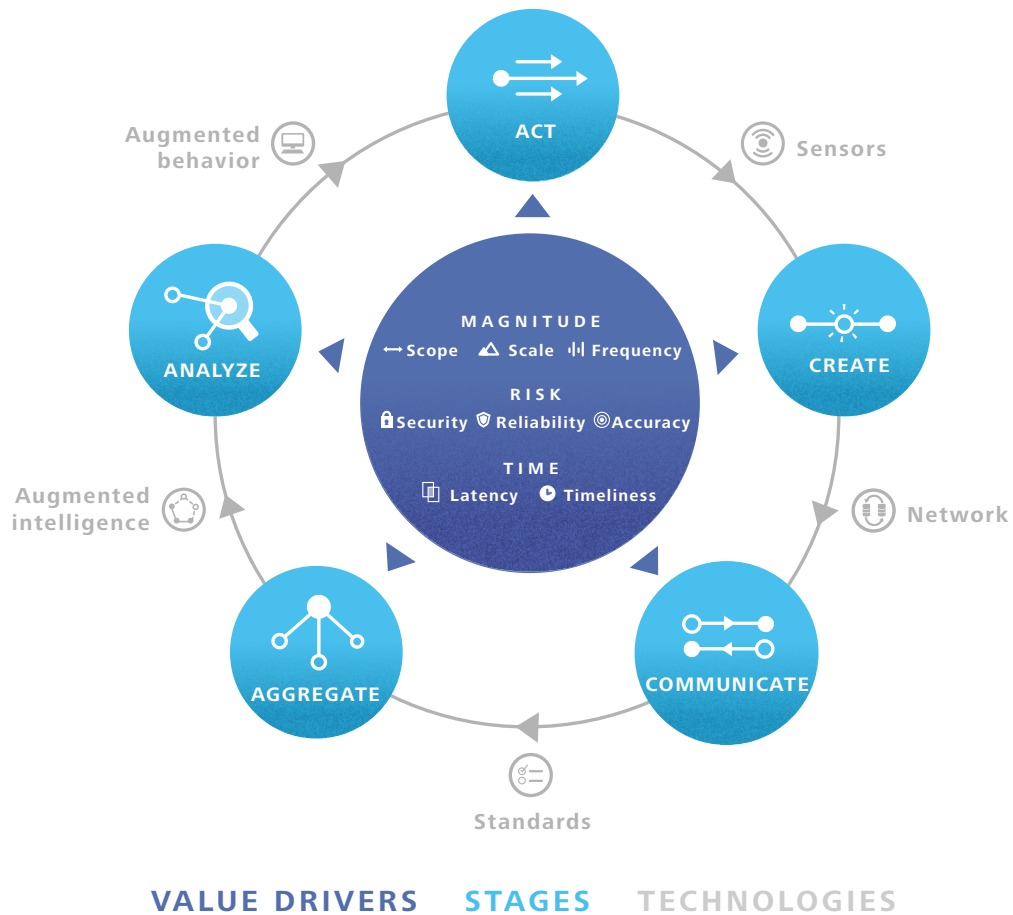 ACT
Augmented
behavior
Sensors
ANALYZE
CREATE
MAGNITUDE
Scope Scale Frequency
RISK
Security Reliability Accuracy
TIME
Latency Timeliness
Augmented
intelligence
Network
AGGREGATE
COMMUNICATE
Standards
VALUE DRIVERS STAGES TECHNOLOGIES